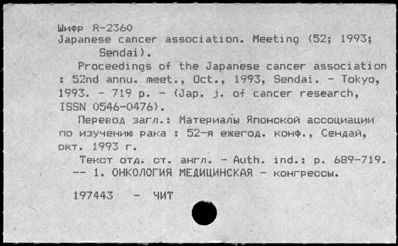 Шифр R-2360
Japanese cancer association. Meeting (52; 1993;
Sendai).
Proceedings of the Japanese cancer association
: 52nd annu. meet., Oct., 1993, Sendai. - Tokyo,
1993. - 719 p. - (Jap. j. of cancer research,
ISSN 0546-0476).
Перевод загл.: Материалы Японской ассоциации
по изучению рака : 52-я ежегод. конф., Сендай,
окт. 1993 г.
Текст отд. ст. англ. - Auth. ind.: p. 689-719.
-- 1. ОНКОЛОГИЯ МЕДИЦИНСКАЯ - конгрессы.
197443 - ЧИТ